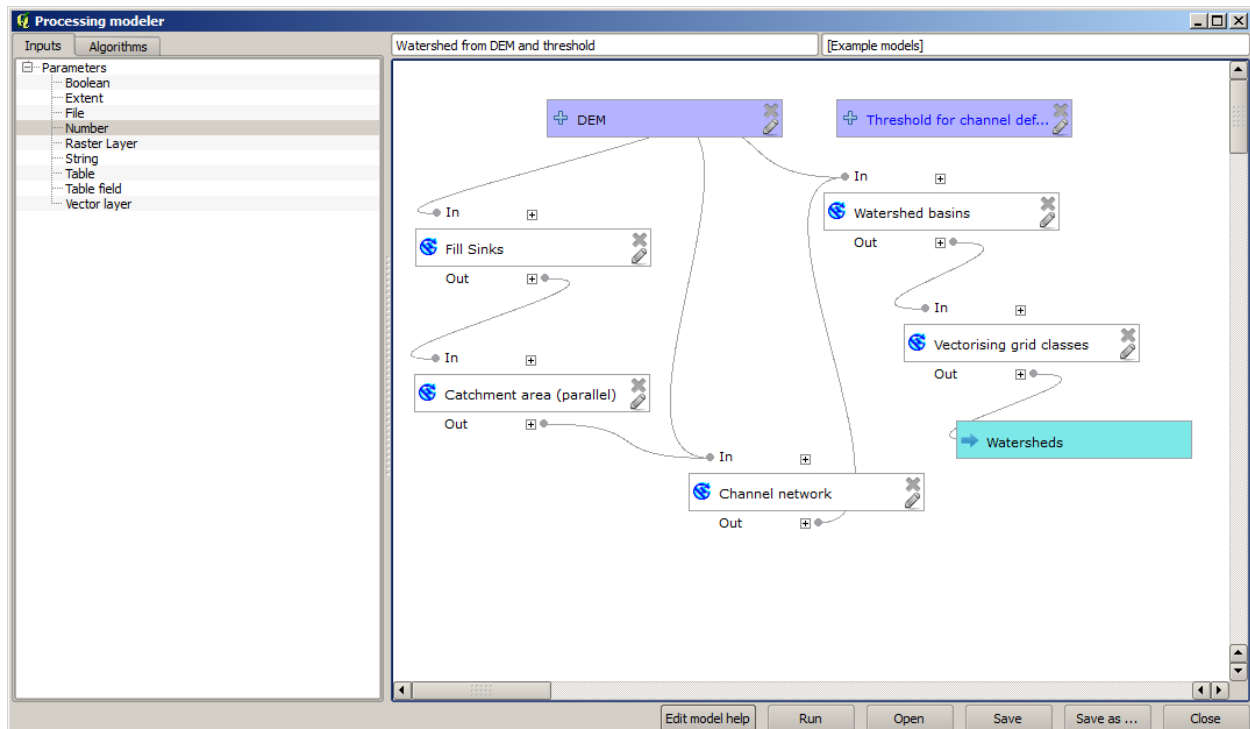 Processing modeler
Inputs
Algorithms
Parameters
Boolean
Extent
File
Number
Raster Layer
String
Table
Table field
Vector layer
Watershed from DEM and threshold
[Example models]
DEM
Threshold for channel def...
In
Watershed basins
Out
In
Fill Sinks
Out
In
Vectorising grid classes
Out
In
Catchment area (parallel)
Out
Watersheds
In
Channel network
Out
Edit model help
Run
Open
Save
Save as ...
Close